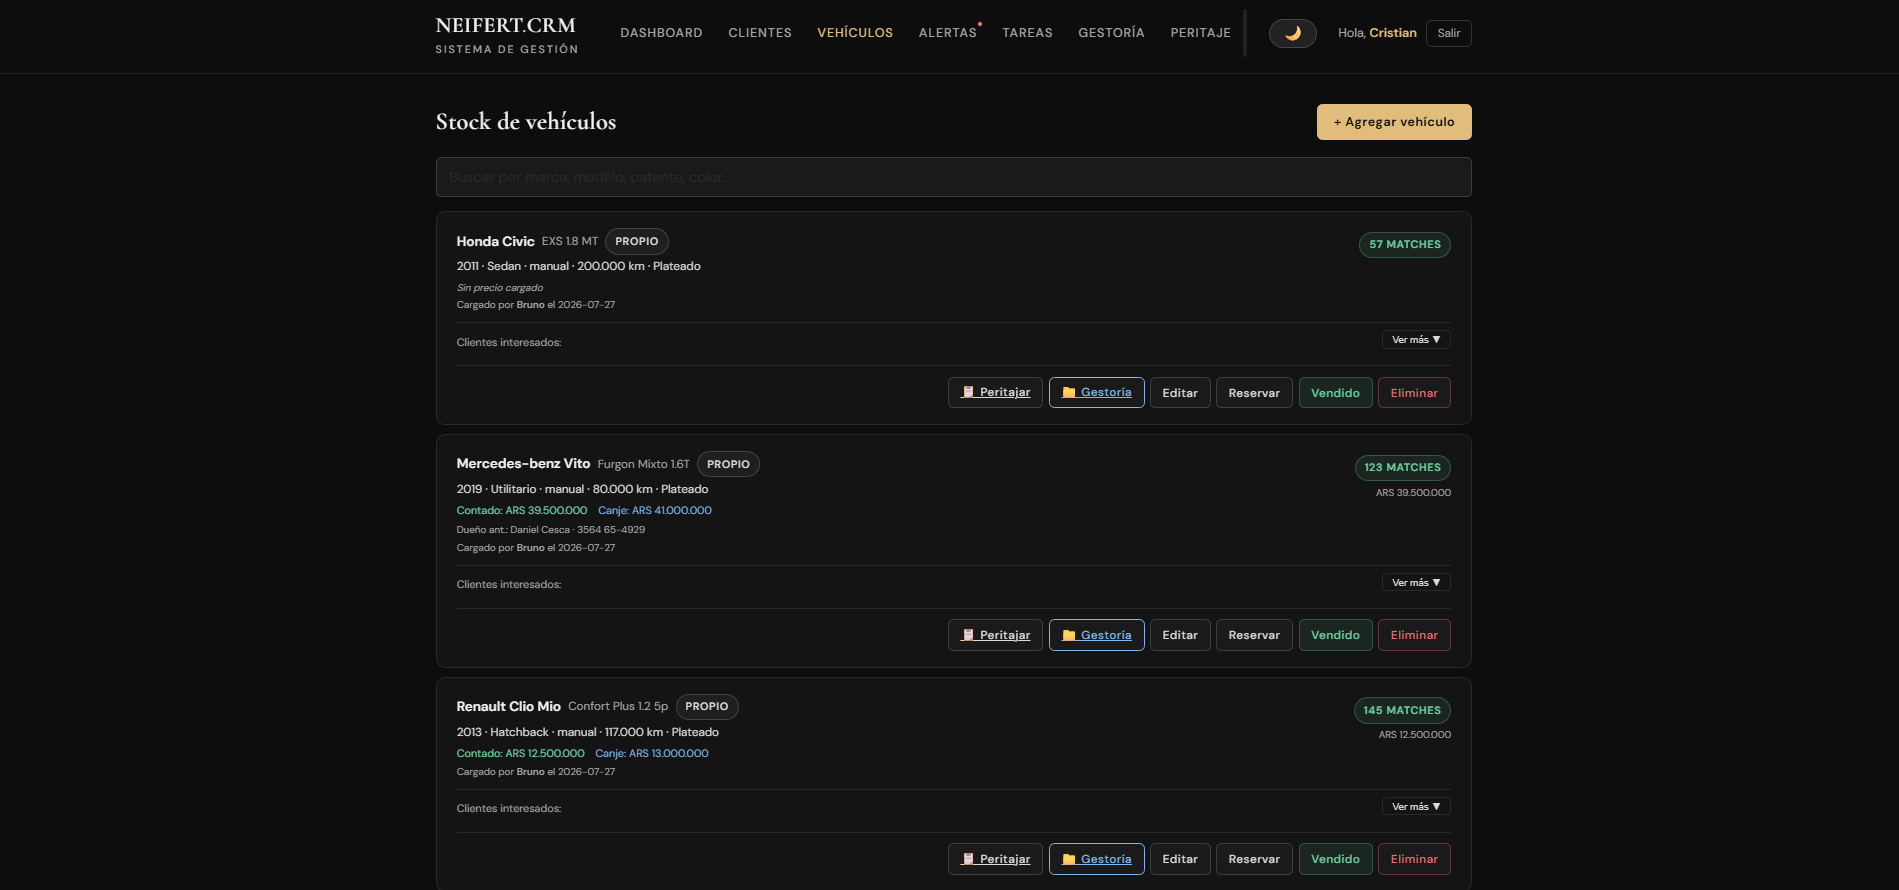 NEIFERT.CRM
SISTEMA DE GESTIÓN
DASHBOARD CLIENTES VEHÍCULOS ALERTAS TAREAS GESTORÍA PERITAJE
Hola, Cristian
Salir
Stock de vehículos
+ Agregar vehículo
Buscar por marca, modelo, patente, color...
Honda Civic EXS 1.8 MT PROPIO
57 MATCHES
2011 · Sedan · manual · 200.000 km · Plateado
Sin precio cargado
Cargado por Bruno el 2026-07-27
Clientes interesados:
Ver más ▼
Peritajar Gestoría Editar Reservar Vendido Eliminar
Mercedes-benz Vito Furgon Mixto 1.6T PROPIO
123 MATCHES
2019 · Utilitario · manual · 80.000 km · Plateado
ARS 39.500.000
Contado: ARS 39.500.000 Canje: ARS 41.000.000
Dueño ant.: Daniel Cesca · 3564 65-4929
Cargado por Bruno el 2026-07-27
Clientes interesados:
Ver más ▼
Peritajar Gestoría Editar Reservar Vendido Eliminar
Renault Clio Mio Confort Plus 1.2 5p PROPIO
145 MATCHES
2013 · Hatchback · manual · 117.000 km · Plateado
ARS 12.500.000
Contado: ARS 12.500.000 Canje: ARS 13.000.000
Cargado por Bruno el 2026-07-27
Clientes interesados:
Ver más ▼
Peritajar Gestoría Editar Reservar Vendido Eliminar